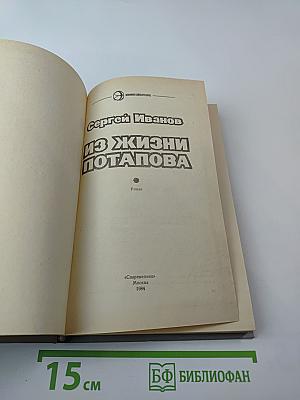 Сергей Иванов
ИЗ ЖИЗНИ
ПОТАПОВА
Роман
«Современник»
Москва
15 см
БФ БИБЛИОФАН